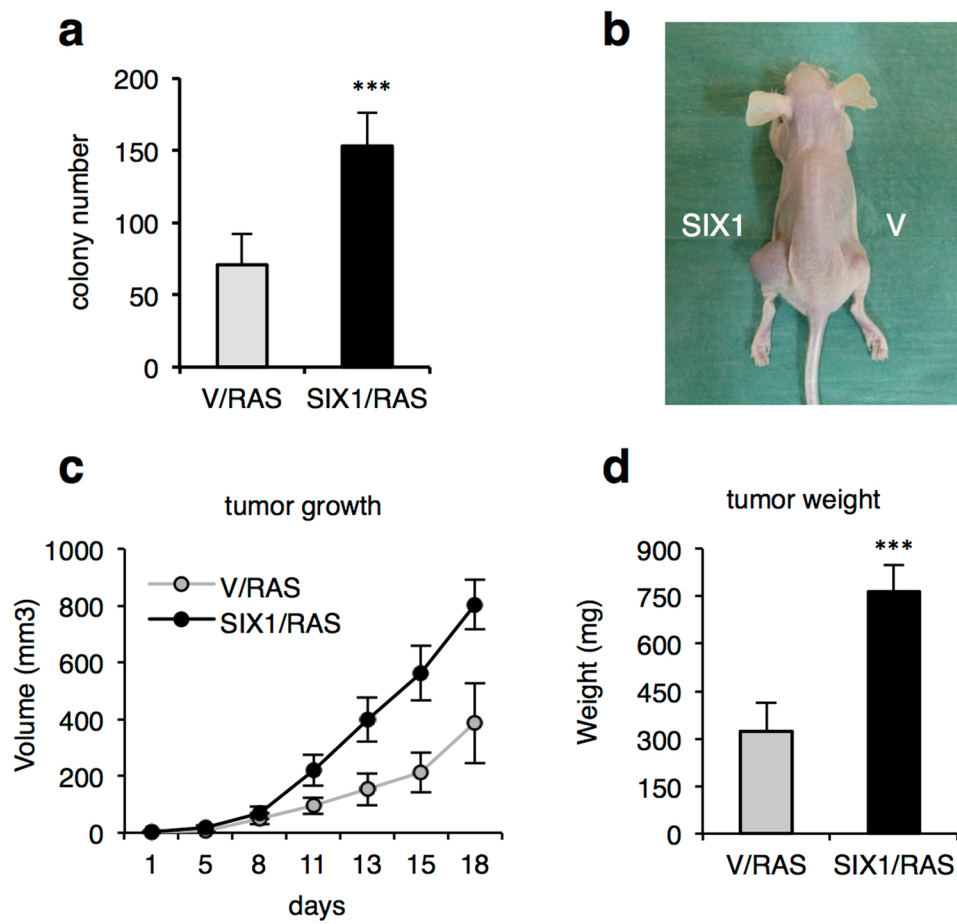 a
200
150
100
50
0
colony number
***
V/RAS
SIX1/RAS
b
SIX1
V
c
tumor growth
1000
800
600
400
200
0
Volume (mm3)
V/RAS
SIX1/RAS
1 5 8 11 13 15 18
days
d
tumor weight
900
750
600
450
300
150
0
Weight (mg)
***
V/RAS
SIX1/RAS